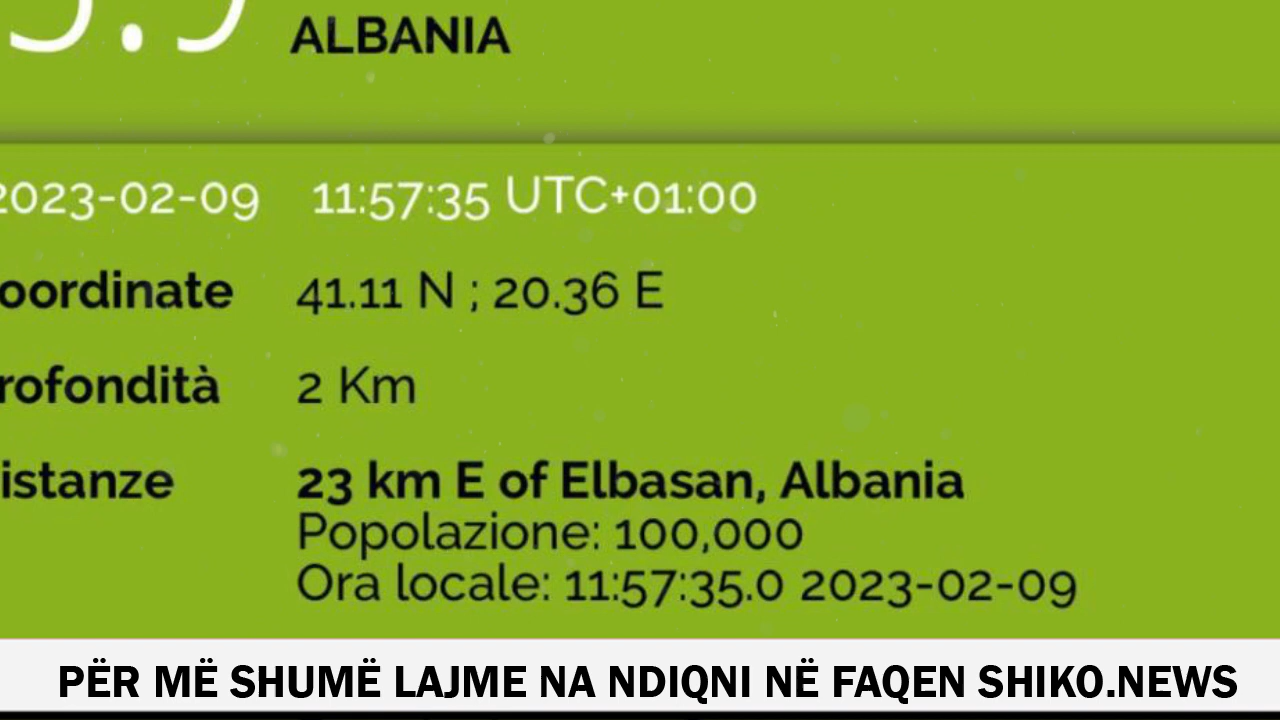 ALBANIA
2023-02-09 11:57:35 UTC+01:00
oordinate 41.11 N ; 20.36 E
rofondità 2 Km
istanze 23 km E of Elbasan, Albania
Popolazione: 100,000
Ora locale: 11:57:35.0 2023-02-09
PËR MË SHUMË LAJME NA NDIQNI NË FAQEN SHIKO.NEWS